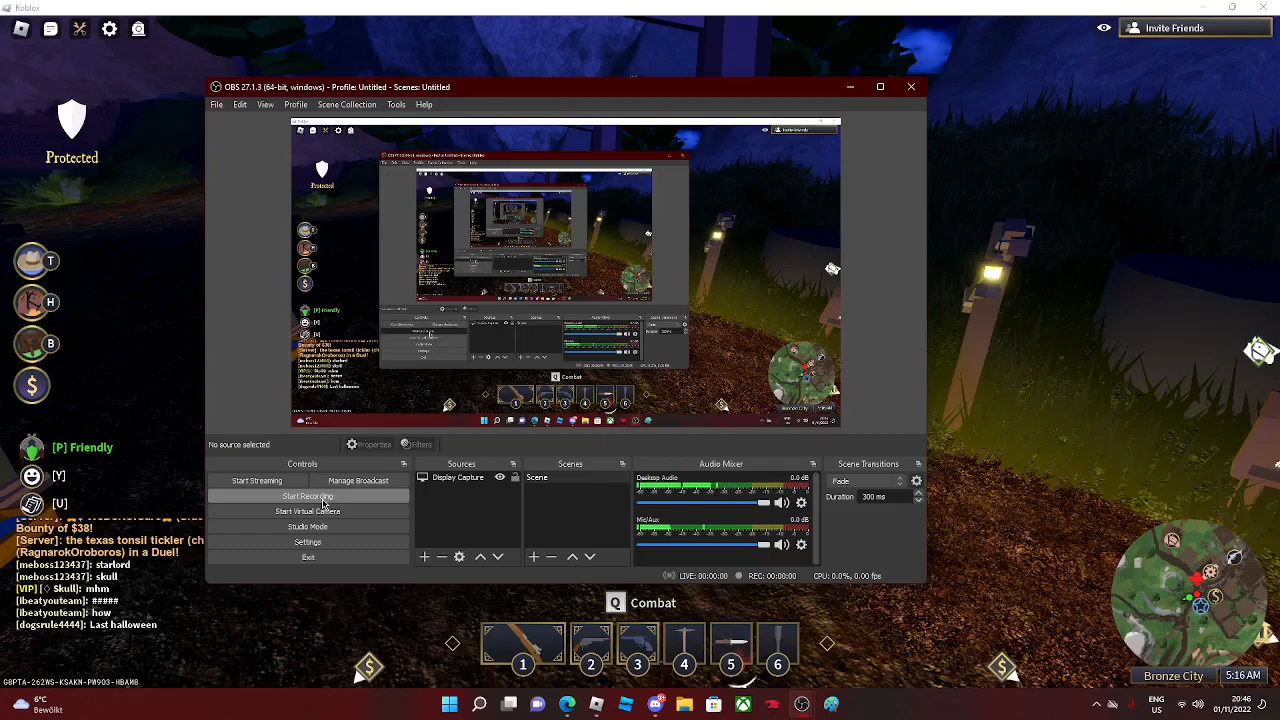 Roblox
Invite Friends
OBS 27.1.3 (64-bit, windows) - Profile: Untitled - Scenes: Untitled
File Edit View Profile Scene Collection Tools Help
Protected
T
H
B
[P] Friendly
[Y]
[U]
Protected
[P] Friendly
Combat
Bronze City
No source selected
Properties
Filters
Controls
Start Streaming
Manage Broadcast
Start Recording
Start Virtual Camera
Studio Mode
Settings
Exit
Sources
Display Capture
Scenes
Scene
Audio Mixer
Desktop Audio
0.0 dB
Mic/Aux
0.0 dB
Scene Transitions
Fade
Duration 300 ms
LIVE: 00:00:00 REC: 00:00:00 CPU: 0.0%, 0.00 fps
Bounty of $38!
[Server]: the texas tonsil tickler (ch
(RagnarokOroboros) in a Duel!
[meboss123437]: starlord
[meboss123437]: skull
[VIP] [♢ Skull]: mhm
[ibeatyouteam]: #####
[ibeatyouteam]: how
[dogsrule4444]: Last halloween
Q Combat
1 2 3 4 5 6
Bronze City
5:16 AM
6°C
Bewölkt
ENG
US
20:46
01/11/2022